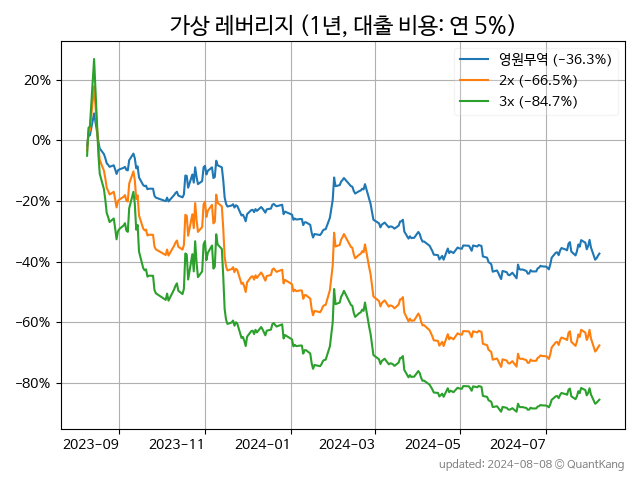 가상 레버리지 (1년, 대출 비용: 연 5%)
영원무역 (−36.3%)
2x (−66.5%)
3x (−84.7%)
20%
0%
−20%
−40%
−60%
−80%
2023-09
2023-11
2024-01
2024-03
2024-05
2024-07
updated: 2024-08-08 © QuantKang